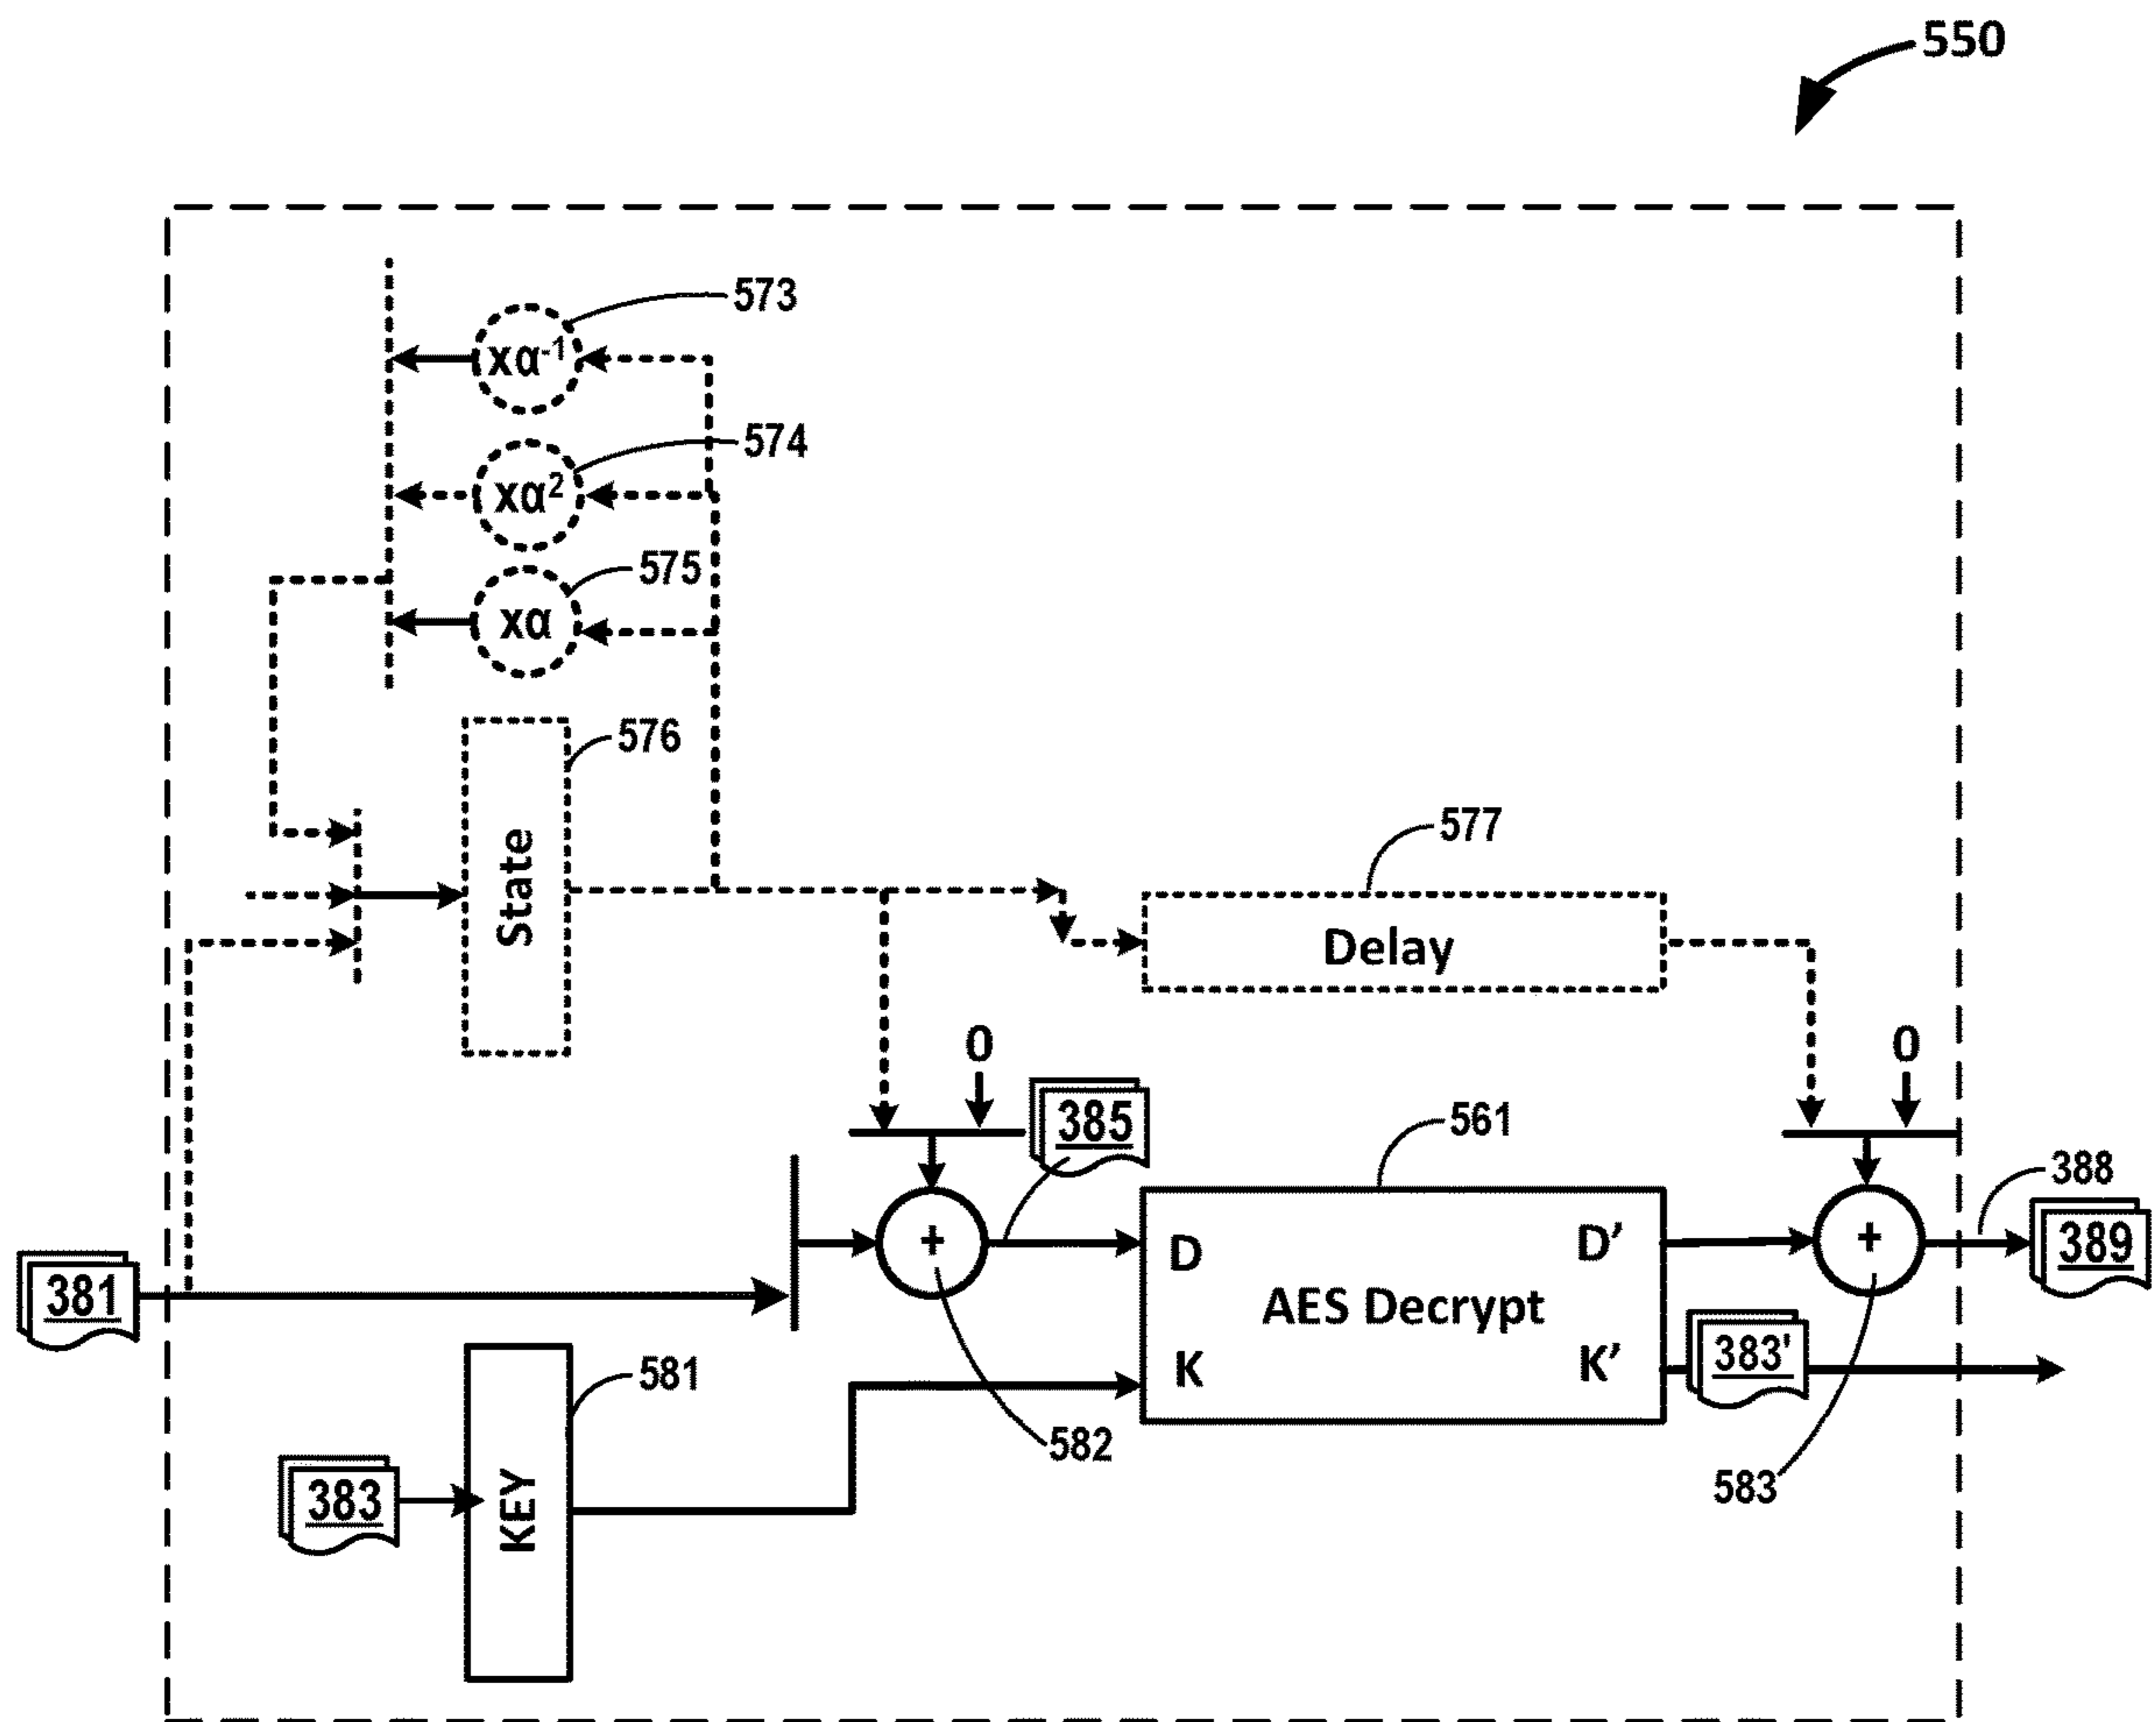 550
573
xα⁻¹
574
xα²
575
xα
576
State
577
Delay
0
0
385
561
388
D
D’
389
381
AES Decrypt
K
K’
383'
581
582
383
KEY
583